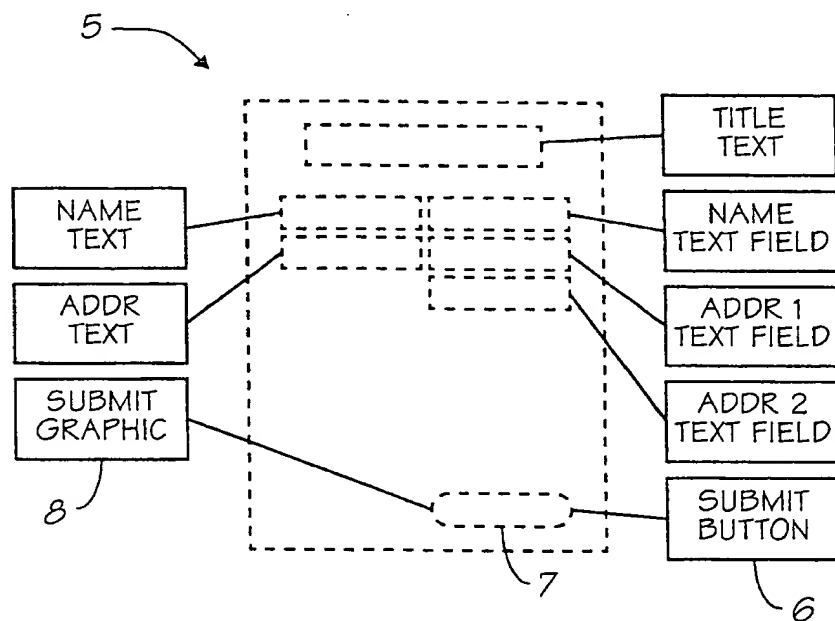 5
TITLE
TEXT
NAME
TEXT
NAME
TEXT FIELD
ADDR
TEXT
ADDR 1
TEXT FIELD
SUBMIT
GRAPHIC
ADDR 2
TEXT FIELD
8
SUBMIT
BUTTON
7
6